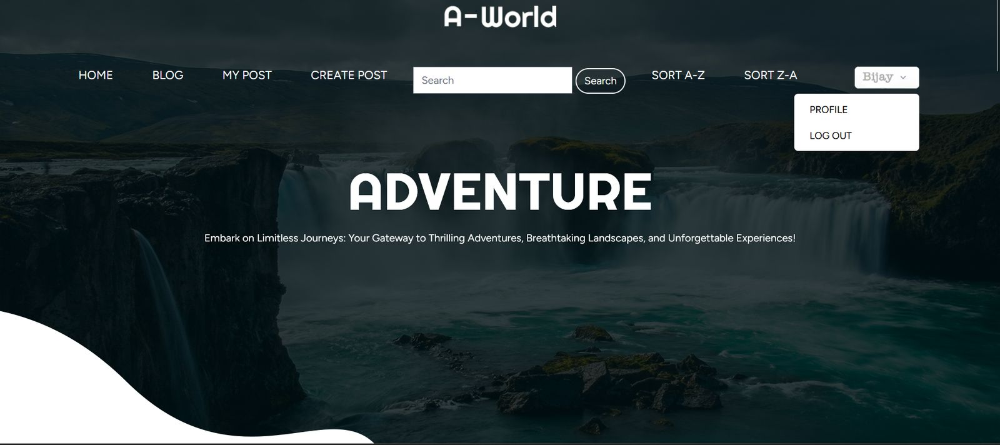 A-World
HOME BLOG MY POST CREATE POST Search Search SORT A-Z SORT Z-A Bijay
PROFILE
LOG OUT
ADVENTURE
Embark on Limitless Journeys: Your Gateway to Thrilling Adventures, Breathtaking Landscapes, and Unforgettable Experiences!